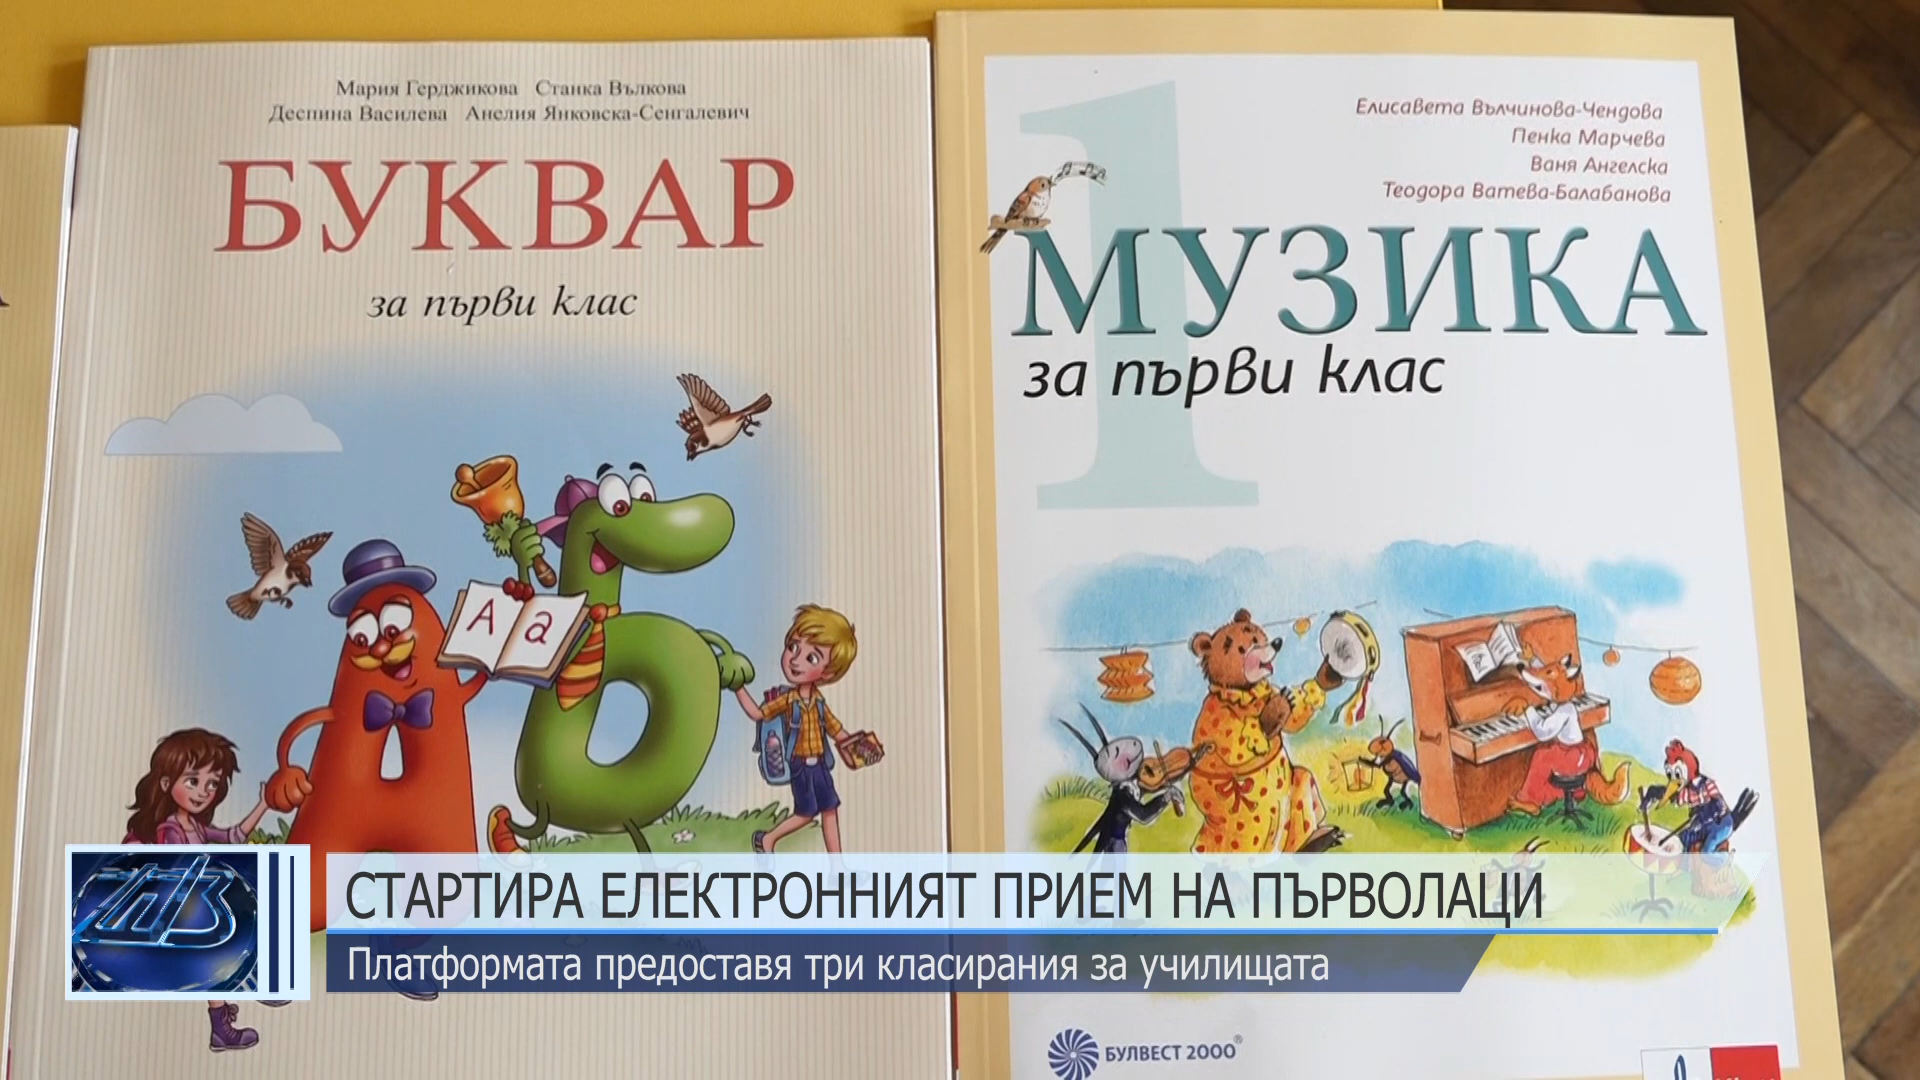 Мария Герджикова Станка Вълкова
Деспина Василева Анелия Янковска-Сенгалевич
БУКВАР
за първи клас
А а
1
Елисавета Вълчинова-Чендова
Пенка Марчева
Ваня Ангелска
Теодора Ватева-Балабанова
МУЗИКА
за първи клас
СТАРТИРА ЕЛЕКТРОННИЯТ ПРИЕМ НА ПЪРВОЛАЦИ
Платформата предоставя три класирания за училищата
БУЛВЕСТ 2000